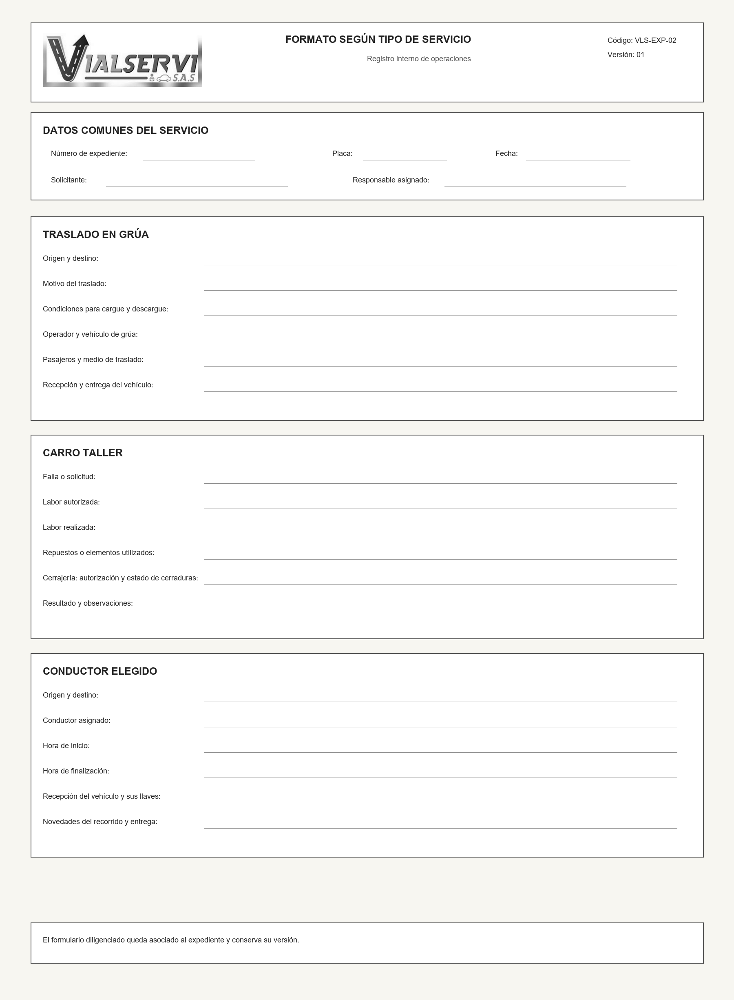 VIALSERVI
S.A.S
FORMATO SEGÚN TIPO DE SERVICIO
Registro interno de operaciones
Código: VLS-EXP-02
Versión: 01
DATOS COMUNES DEL SERVICIO
Número de expediente: Placa: Fecha:
Solicitante: Responsable asignado:
TRASLADO EN GRÚA
Origen y destino:
Motivo del traslado:
Condiciones para cargue y descargue:
Operador y vehículo de grúa:
Pasajeros y medio de traslado:
Recepción y entrega del vehículo:
CARRO TALLER
Falla o solicitud:
Labor autorizada:
Labor realizada:
Repuestos o elementos utilizados:
Cerrajería: autorización y estado de cerraduras:
Resultado y observaciones:
CONDUCTOR ELEGIDO
Origen y destino:
Conductor asignado:
Hora de inicio:
Hora de finalización:
Recepción del vehículo y sus llaves:
Novedades del recorrido y entrega:
El formulario diligenciado queda asociado al expediente y conserva su versión.